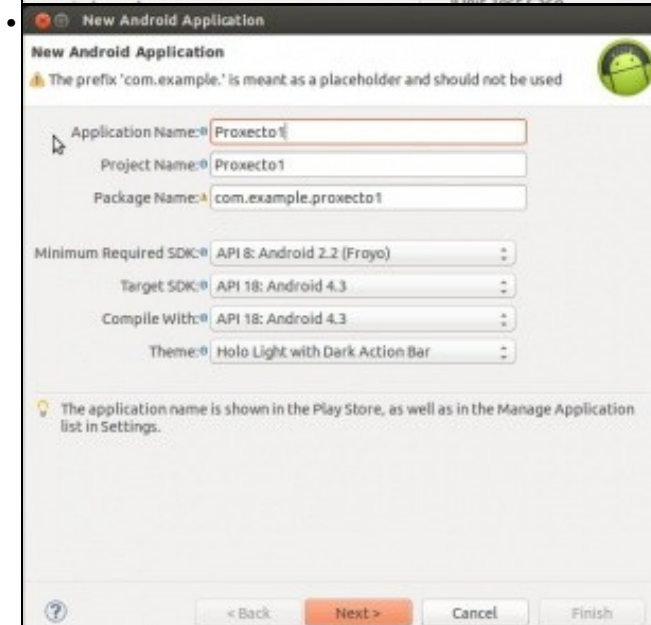 New Android Application
New Android Application
The prefix 'com.example.' is meant as a placeholder and should not be used
Application Name: Proxecto1
Project Name: Proxecto1
Package Name: com.example.proxecto1
Minimum Required SDK: API 8: Android 2.2 (Froyo)
Target SDK: API 18: Android 4.3
Compile With: API 18: Android 4.3
Theme: Holo Light with Dark Action Bar
The application name is shown in the Play Store, as well as in the Manage Application
list in Settings.
? < Back Next > Cancel Finish